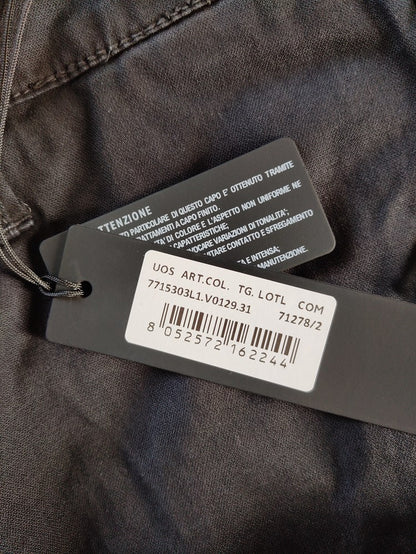 ATTENZIONE
PARTICOLARE DI QUESTO CAPO E' OTTENUTO TRAMITE
TRATTAMENTI A CAPO FINITO.
DI COLORE E L'ASPETTO NON UNIFORME NE
CARATTERISTICHE;
VARIAZIONI DI TONALITA';
EVITARE CONTATTO E SFREGAMENTO
E INTENSA;
MANUTENZIONE.
UOS ART.COL. TG. LOTL COM
7715303L1.V0129.31 71278/2
8 052572 162244